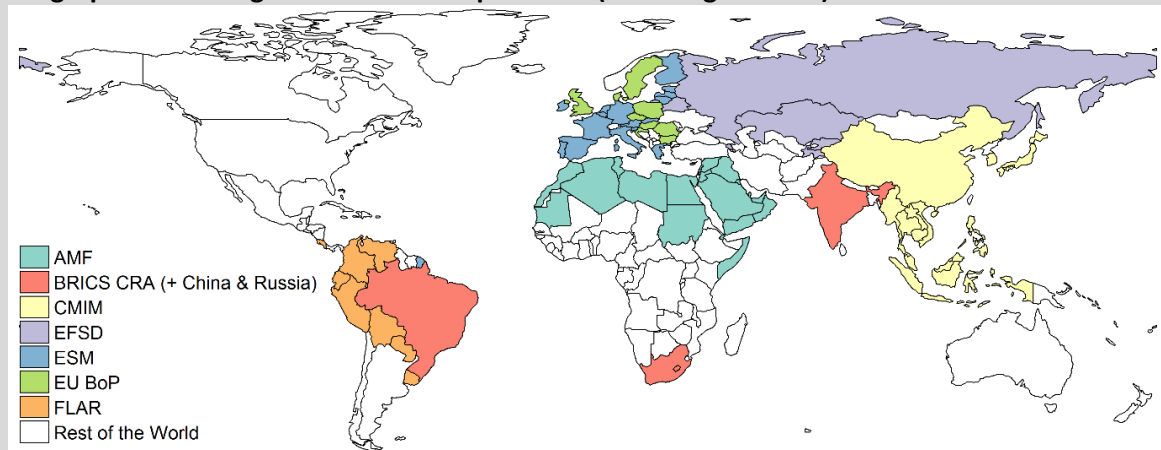 AMF
BRICS CRA (+ China & Russia)
CMIM
EFSD
ESM
EU BoP
FLAR
Rest of the World